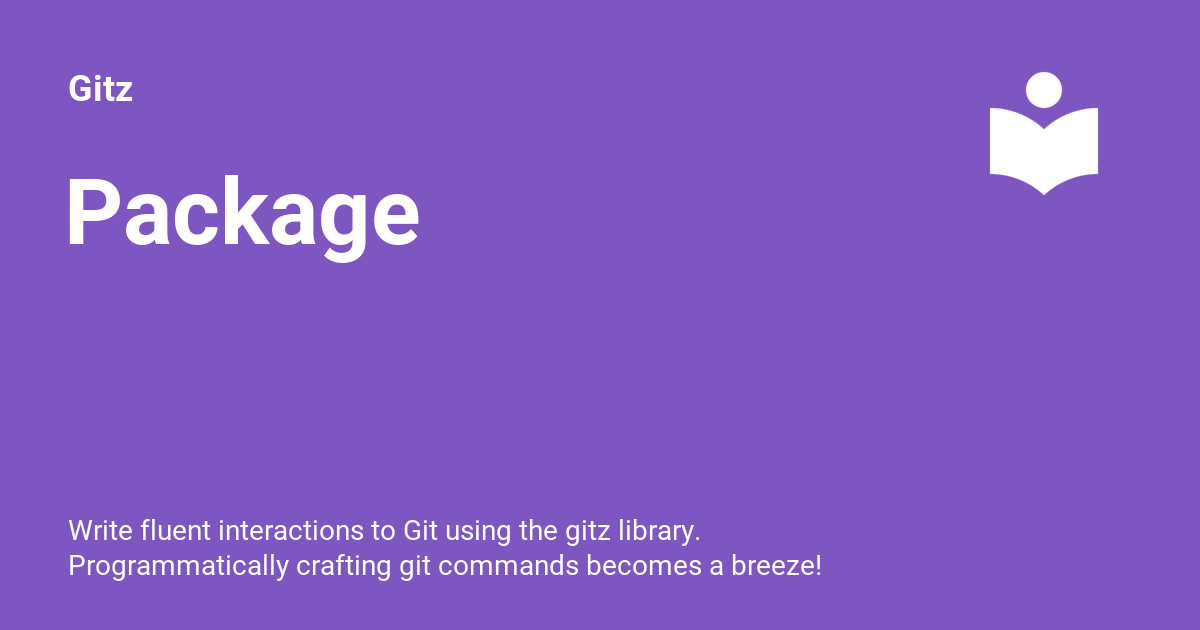 Gitz
Package
Write fluent interactions to Git using the gitz library.
Programmatically crafting git commands becomes a breeze!